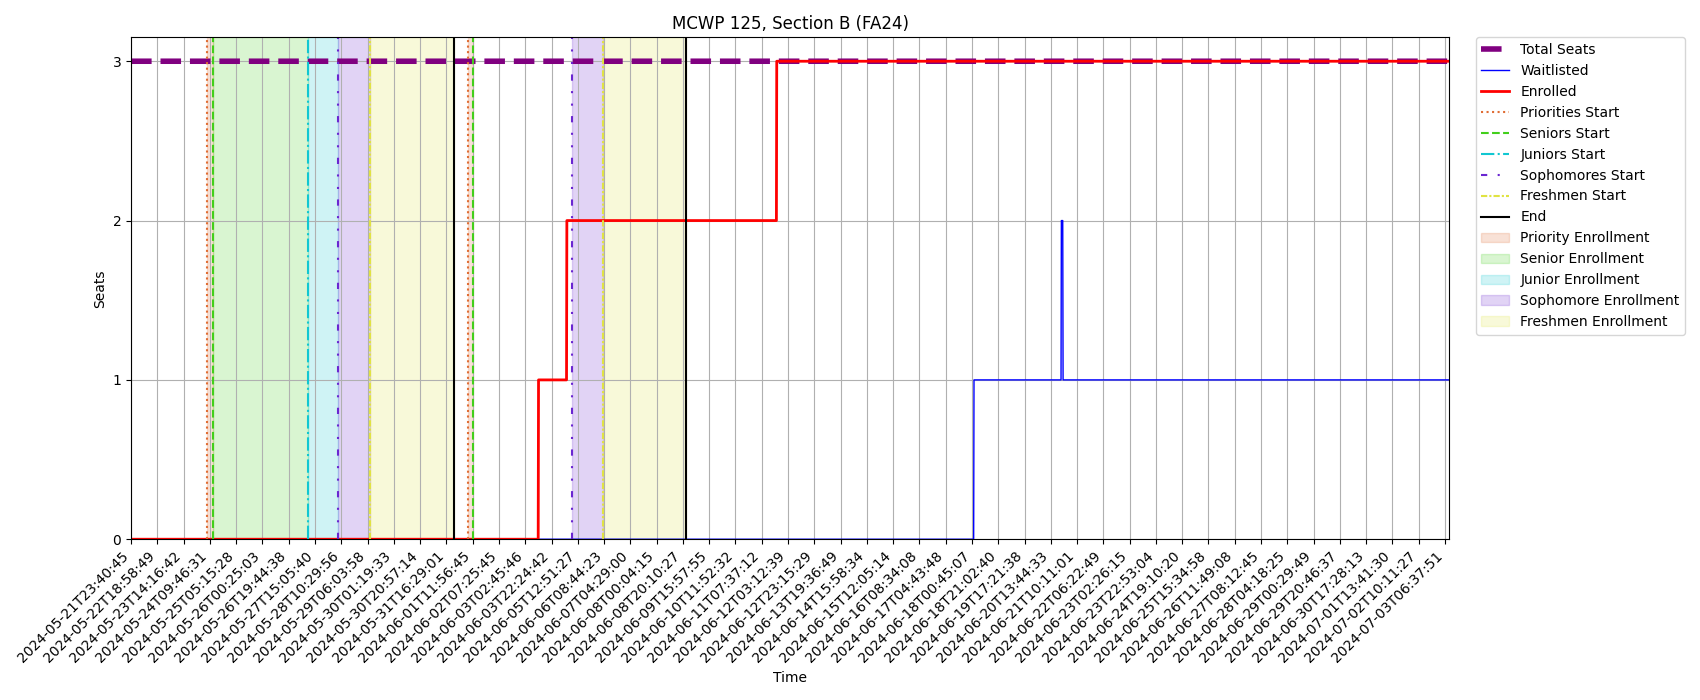 MCWP 125, Section B (FA24)
Seats
3
2
1
0
2024-05-21T23:40:45
2024-05-22T18:58:49
2024-05-23T14:16:42
2024-05-24T09:46:31
2024-05-25T05:15:28
2024-05-26T00:25:03
2024-05-26T19:44:38
2024-05-27T15:05:40
2024-05-28T10:29:56
2024-05-29T06:03:58
2024-05-30T01:19:33
2024-05-30T20:57:14
2024-05-31T16:29:01
2024-06-01T11:56:45
2024-06-02T07:25:45
2024-06-03T02:45:46
2024-06-03T22:24:42
2024-06-05T12:51:27
2024-06-06T08:44:23
2024-06-07T04:29:00
2024-06-08T00:04:15
2024-06-08T20:10:27
2024-06-09T15:57:55
2024-06-10T11:52:32
2024-06-11T07:37:12
2024-06-12T03:12:39
2024-06-12T23:15:29
2024-06-13T19:36:49
2024-06-14T15:58:34
2024-06-15T12:05:14
2024-06-16T08:34:08
2024-06-17T04:43:48
2024-06-18T00:45:07
2024-06-18T21:02:40
2024-06-19T17:21:38
2024-06-20T13:44:33
2024-06-21T10:11:01
2024-06-22T06:22:49
2024-06-23T02:26:15
2024-06-23T22:53:04
2024-06-24T19:10:20
2024-06-25T15:34:58
2024-06-26T11:49:08
2024-06-27T08:12:45
2024-06-28T04:18:25
2024-06-29T00:29:49
2024-06-29T20:46:37
2024-06-30T17:28:13
2024-07-01T13:41:30
2024-07-02T10:11:27
2024-07-03T06:37:51
Time
Total Seats
Waitlisted
Enrolled
Priorities Start
Seniors Start
Juniors Start
Sophomores Start
Freshmen Start
End
Priority Enrollment
Senior Enrollment
Junior Enrollment
Sophomore Enrollment
Freshmen Enrollment